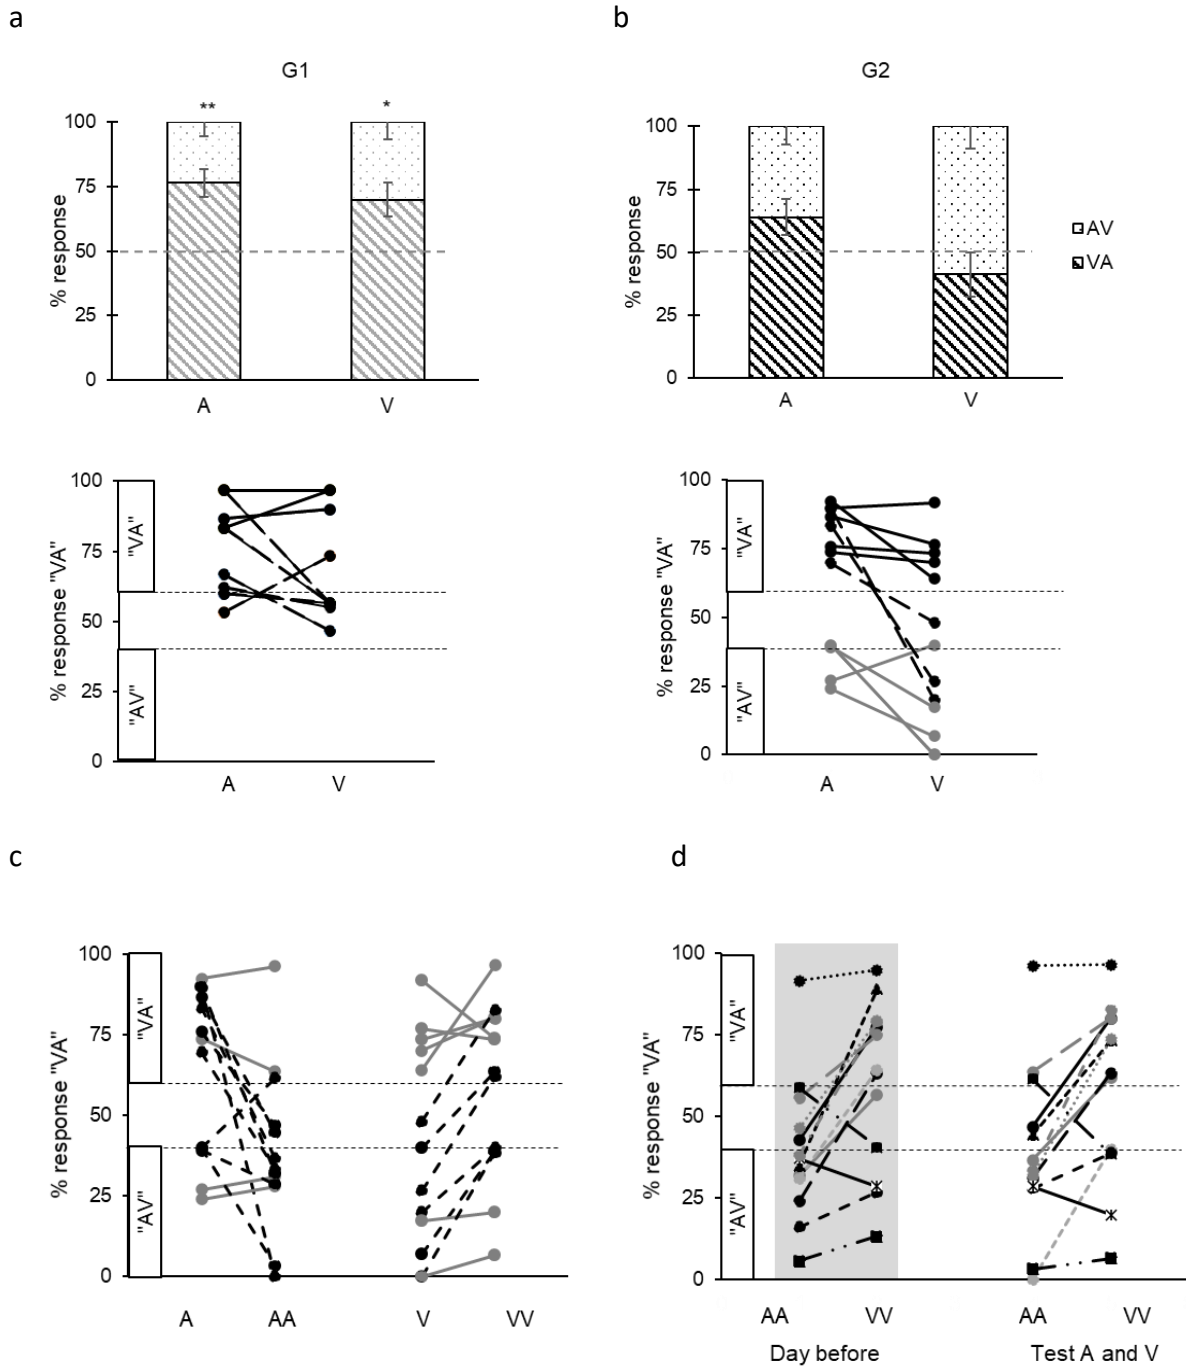 a
G1
**
*
100
75
50
25
0
% response
A
V
b
G2
100
75
50
25
0
% response
A
V
AV
VA
100
75
50
25
0
% response "VA"
"VA"
"AV"
A
V
100
75
50
25
0
% response "VA"
"VA"
"AV"
A
V
c
100
75
50
25
0
% response "VA"
"VA"
"AV"
A
AA
V
VV
d
100
75
50
25
0
% response "VA"
"VA"
"AV"
AA
VV
AA
VV
Day before
Test A and V